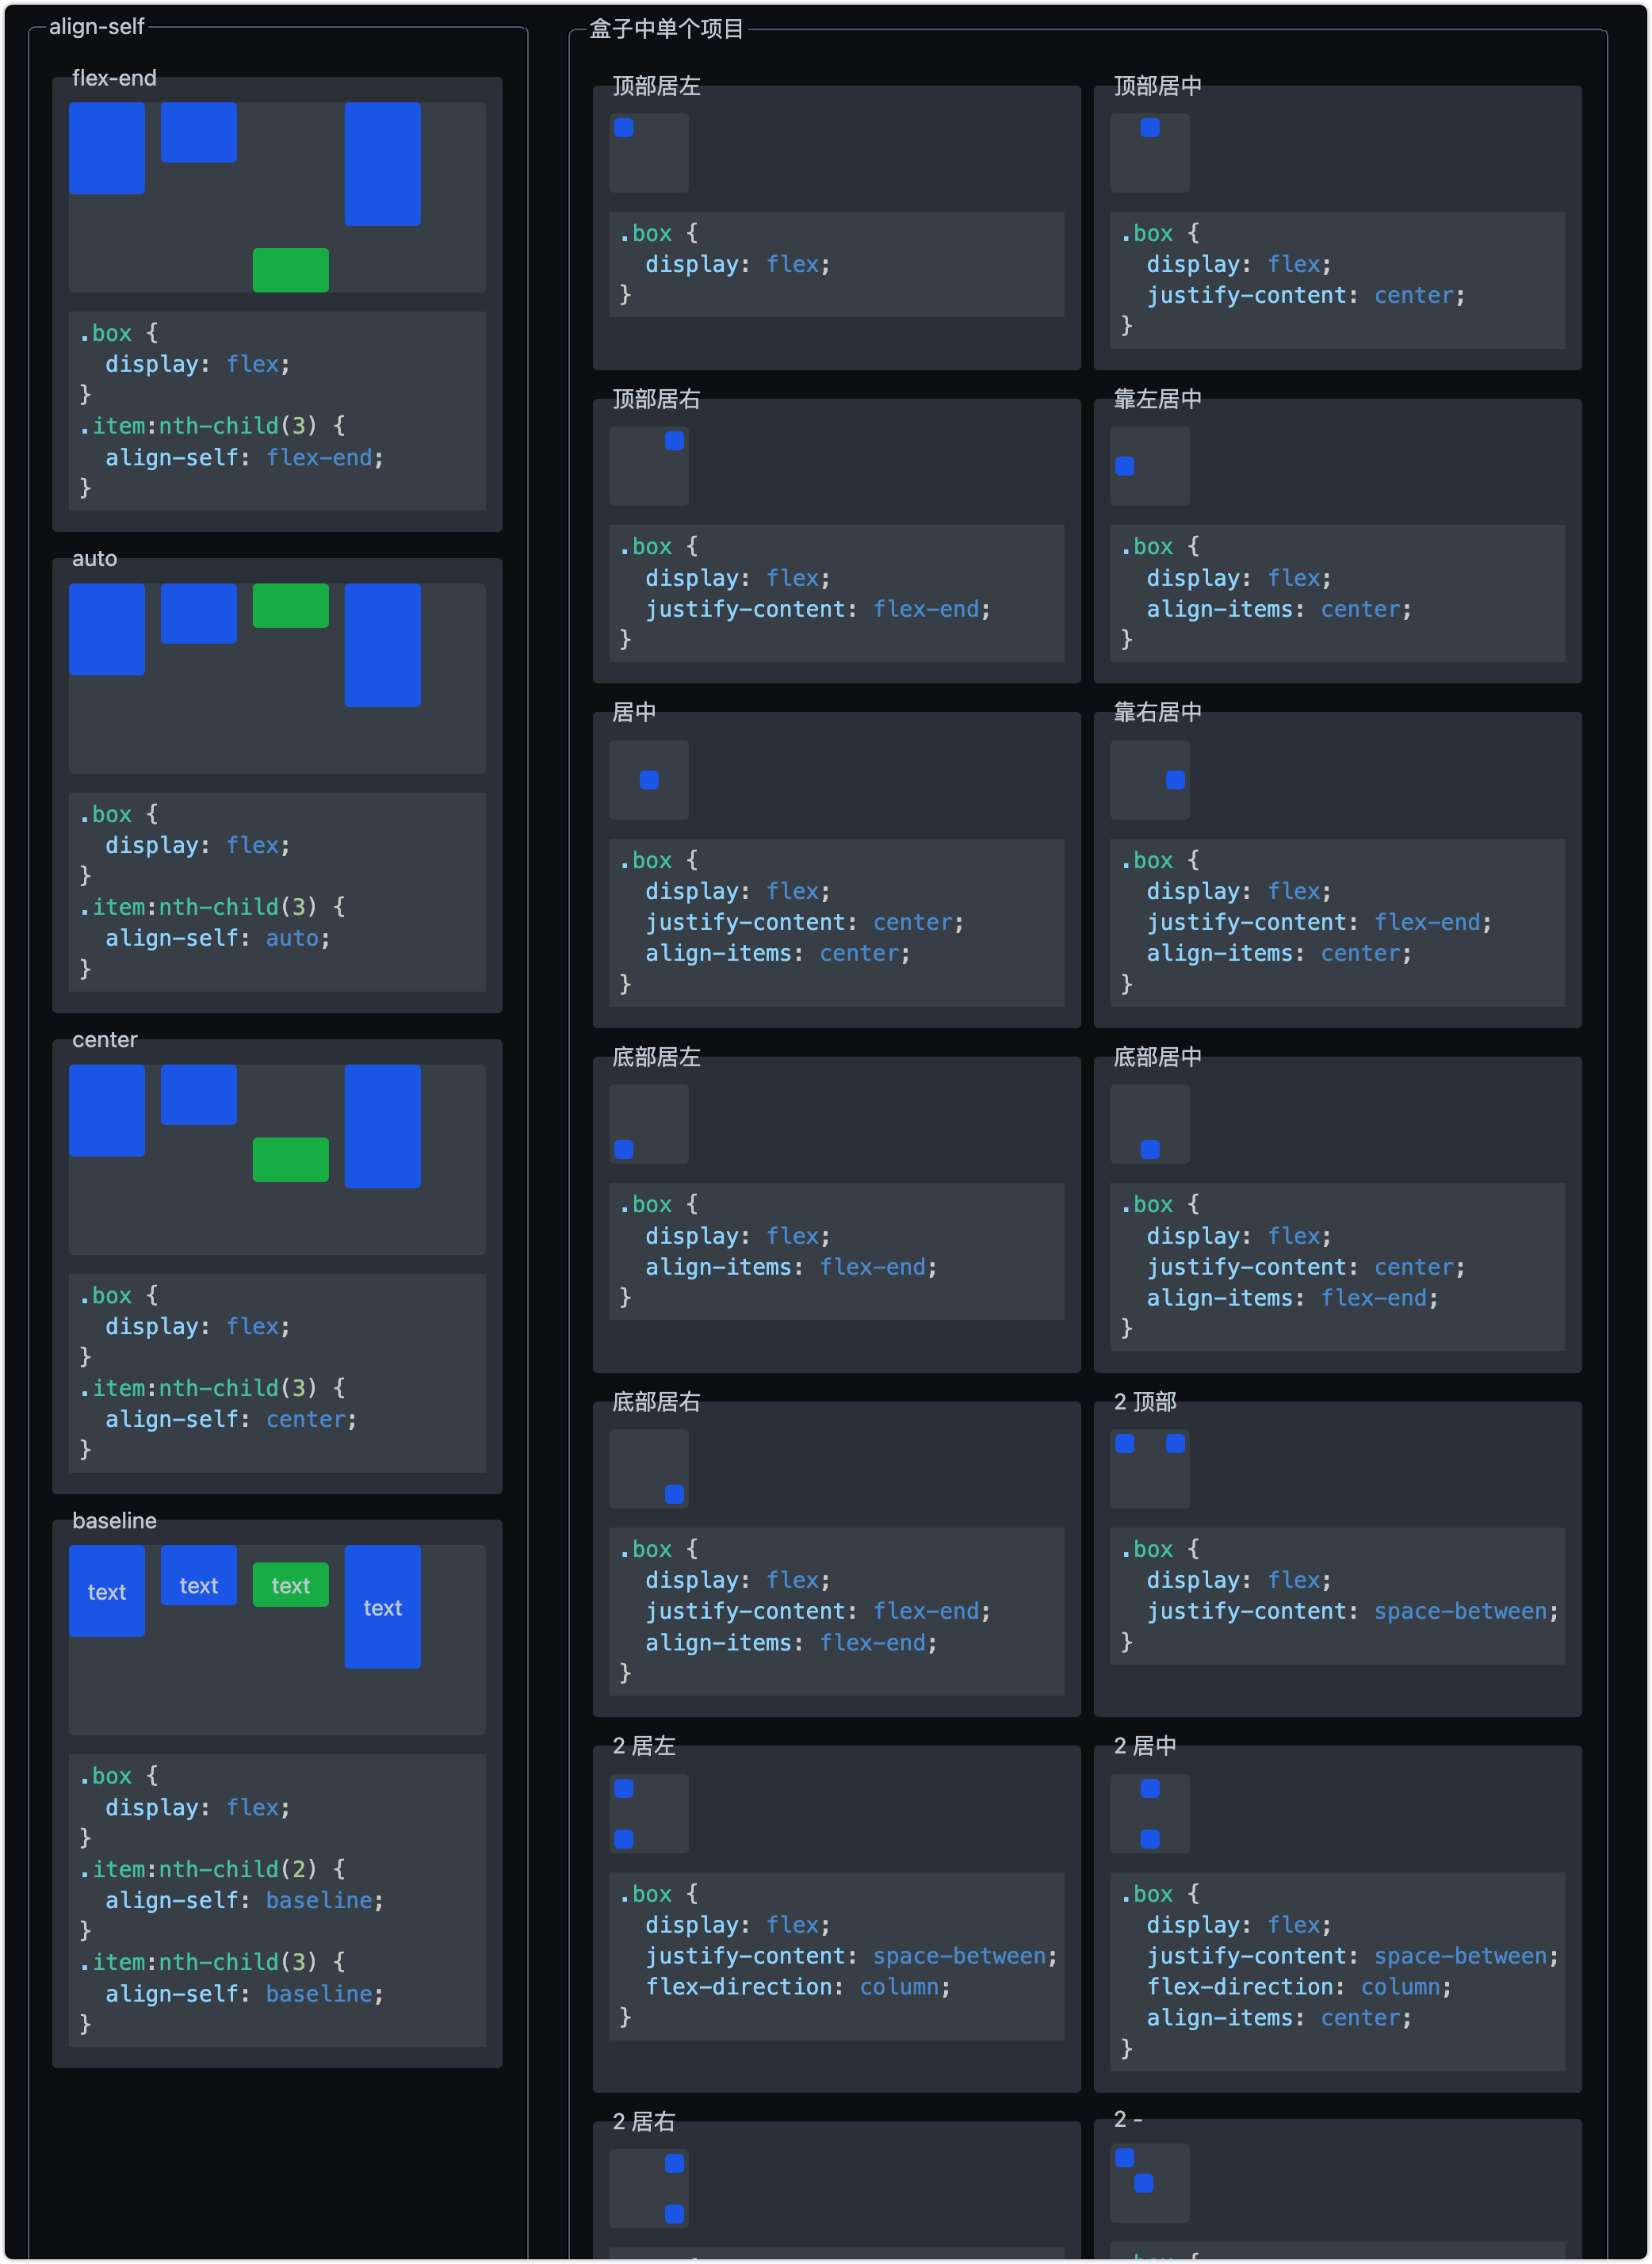 align-self
flex-end
.box {
  display: flex;
}
.item:nth-child(3) {
  align-self: flex-end;
}
auto
.box {
  display: flex;
}
.item:nth-child(3) {
  align-self: auto;
}
center
.box {
  display: flex;
}
.item:nth-child(3) {
  align-self: center;
}
baseline
text
text
text
text
.box {
  display: flex;
}
.item:nth-child(2) {
  align-self: baseline;
}
.item:nth-child(3) {
  align-self: baseline;
}
盒子中单个项目
顶部居左
.box {
  display: flex;
}
顶部居中
.box {
  display: flex;
  justify-content: center;
}
顶部居右
.box {
  display: flex;
  justify-content: flex-end;
}
靠左居中
.box {
  display: flex;
  align-items: center;
}
居中
.box {
  display: flex;
  justify-content: center;
  align-items: center;
}
靠右居中
.box {
  display: flex;
  justify-content: flex-end;
  align-items: center;
}
底部居左
.box {
  display: flex;
  align-items: flex-end;
}
底部居中
.box {
  display: flex;
  justify-content: center;
  align-items: flex-end;
}
底部居右
.box {
  display: flex;
  justify-content: flex-end;
  align-items: flex-end;
}
2 顶部
.box {
  display: flex;
  justify-content: space-between;
}
2 居左
.box {
  display: flex;
  justify-content: space-between;
  flex-direction: column;
}
2 居中
.box {
  display: flex;
  justify-content: space-between;
  flex-direction: column;
  align-items: center;
}
2 居右
2 -